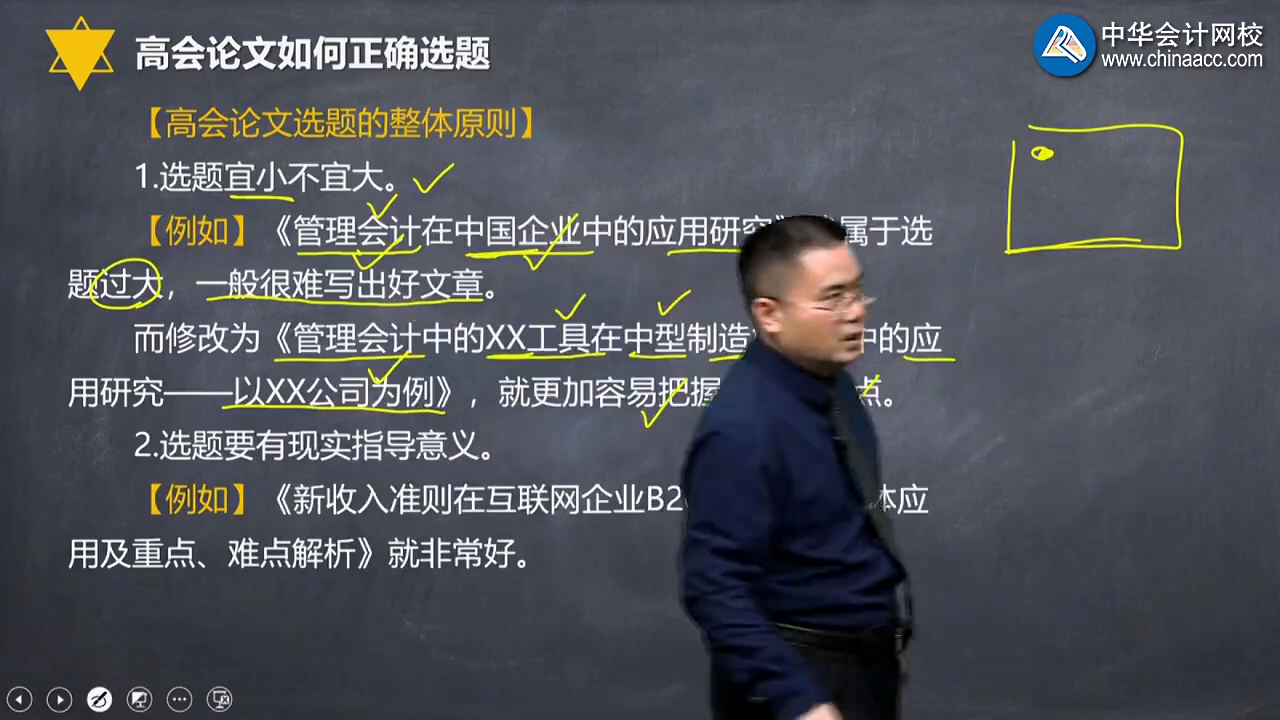 高会论文如何正确选题
中华会计网校
www.chinaacc.com
【高会论文选题的整体原则】
1.选题宜小不宜大。
【例如】《管理会计在中国企业中的应用研究 属于选
题过大，一般很难写出好文章。
而修改为《管理会计中的XX工具在中型制造 中的应
用研究——以XX公司为例》，就更加容易把握 点。
2.选题要有现实指导意义。
【例如】《新收入准则在互联网企业B2 体应
用及重点、难点解析》就非常好。